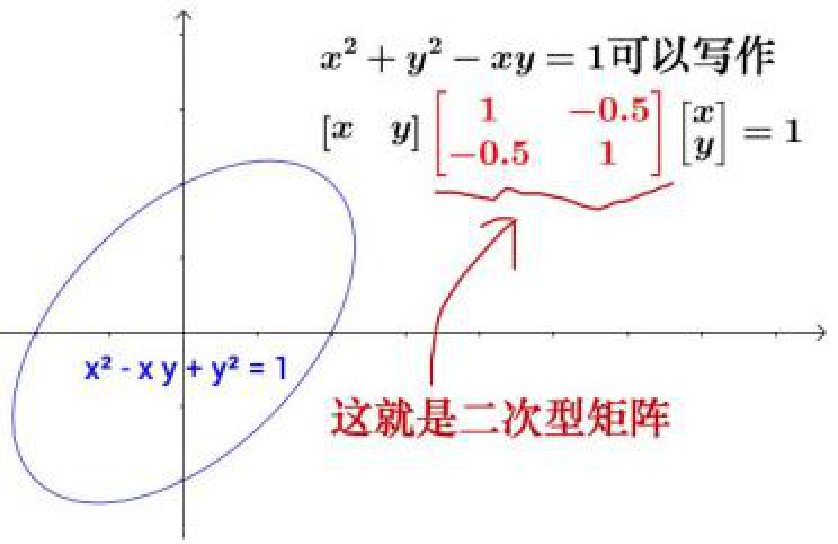 x² + y² − xy = 1可以写作
[x y] [1 −0.5
−0.5 1] [x
y] = 1
x² - x y + y² = 1
这就是二次型矩阵